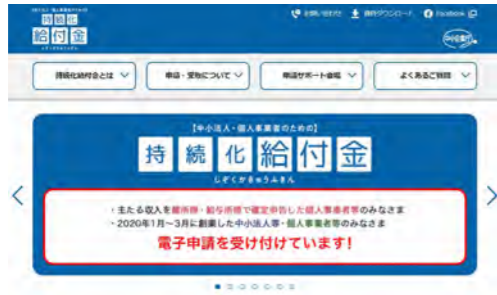 持続化
給付金
お問い合わせ 資料ダウンロード Facebook
中小企業庁
持続化給付金とは
申請・受付について
申請サポート会場
よくあるご質問
【中小法人・個人事業者のための】
持続化給付金
じぞくかきゅうふきん
・主たる収入を雑所得・給与所得で確定申告した個人事業者等のみなさま
・2020年1月~3月に創業した中小法人等・個人事業者等のみなさま
電子申請を受け付けています!